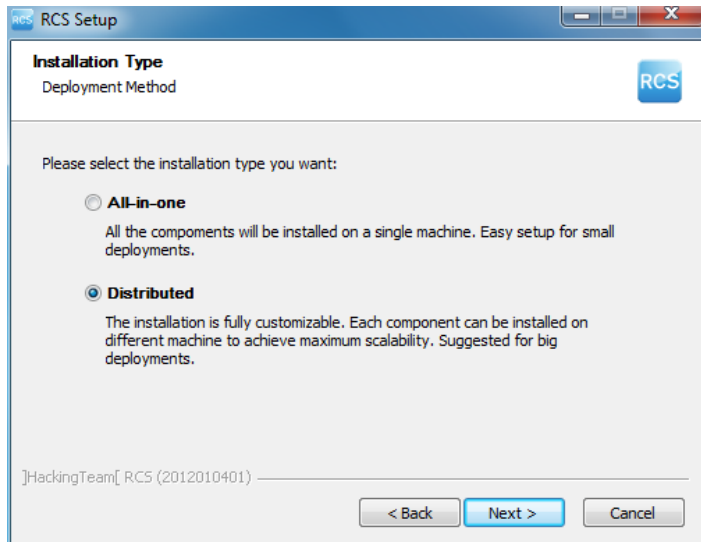 RCS RCS Setup
Installation Type
Deployment Method
RCS
Please select the installation type you want:
All-in-one
All the compoments will be installed on a single machine. Easy setup for small
deployments.
Distributed
The installation is fully customizable. Each component can be installed on
different machine to achieve maximum scalability. Suggested for big
deployments.
]HackingTeam[ RCS (2012010401)
< Back Next > Cancel